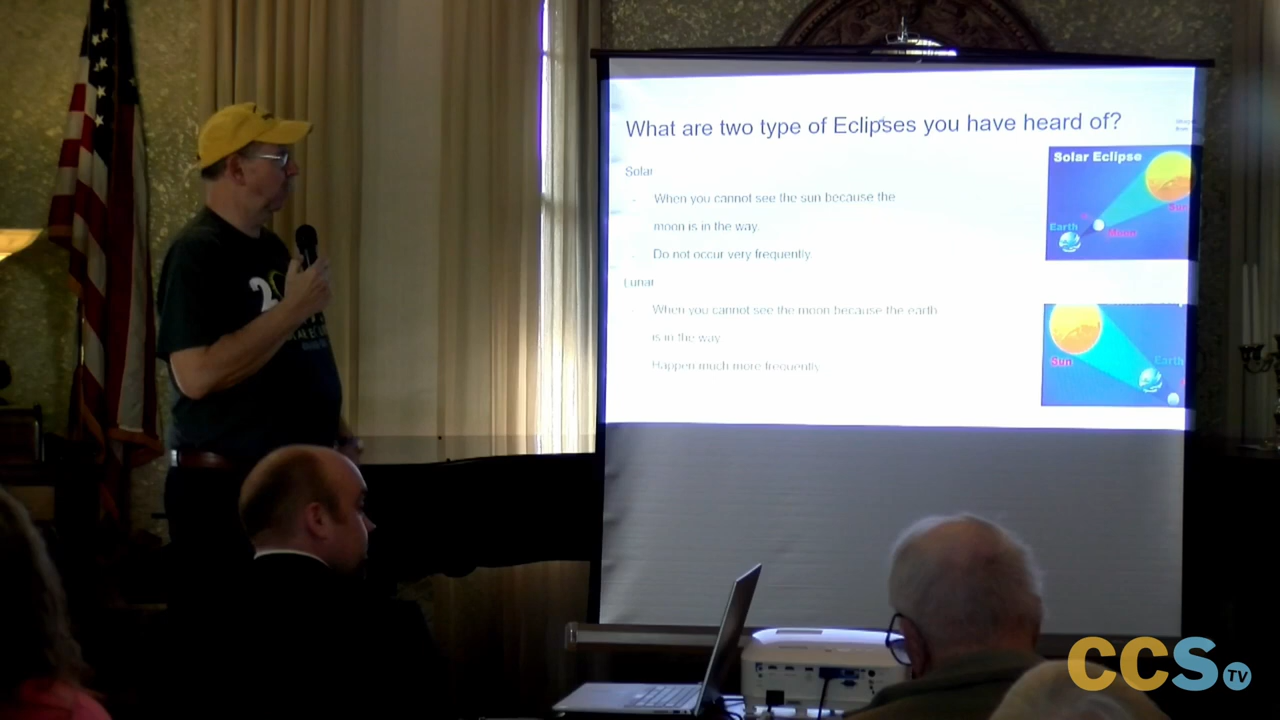 What are two type of Eclipses you have heard of?
Solar
- When you cannot see the sun because the
moon is in the way.
- Do not occur very frequently
Lunar
- When you cannot see the moon because the earth
is in the way.
Happen much more frequently.
Solar Eclipse
Sun
Earth
Moon
Sun
Earth
2
CCS TV